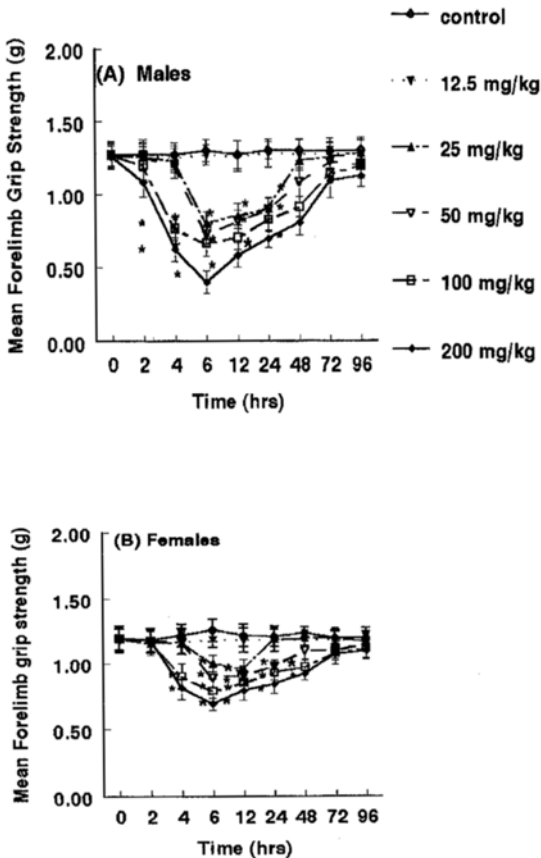 control
(A) Males
12.5 mg/kg
25 mg/kg
50 mg/kg
100 mg/kg
200 mg/kg
Mean Forelimb Grip Strength (g)
2.00
1.50
1.00
0.50
0.00
0 2 4 6 12 24 48 72 96
Time (hrs)
(B) Females
Mean Forelimb grip strength (g)
2.00
1.50
1.00
0.50
0.00
0 2 4 6 12 24 48 72 96
Time (hrs)